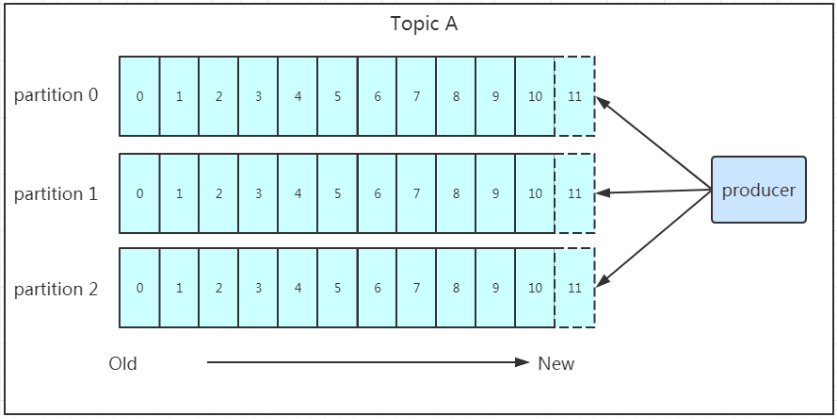 Topic A
partition 0 0 1 2 3 4 5 6 7 8 9 10 11
partition 1 0 1 2 3 4 5 6 7 8 9 10 11
producer
partition 2 0 1 2 3 4 5 6 7 8 9 10 11
Old New